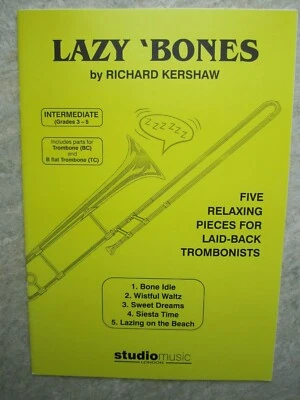 LAZY 'BONES
by RICHARD KERSHAW
INTERMEDIATE
(Grades 3 - 5
Includes parts for
Trombone (BC)
and
B flat Trombone (TC)
ZZZZZZ
FIVE
RELAXING
PIECES FOR
LAID-BACK
TROMBONISTS
1. Bone Idle
2. Wistful Waltz
3. Sweet Dreams
4. Siesta Time
5. Lazing on the Beach
studiomusic